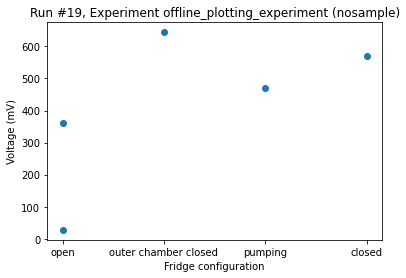 Run #19, Experiment offline_plotting_experiment (nosample)
Voltage (mV)
600
500
400
300
200
100
0
open outer chamber closed pumping closed
Fridge configuration